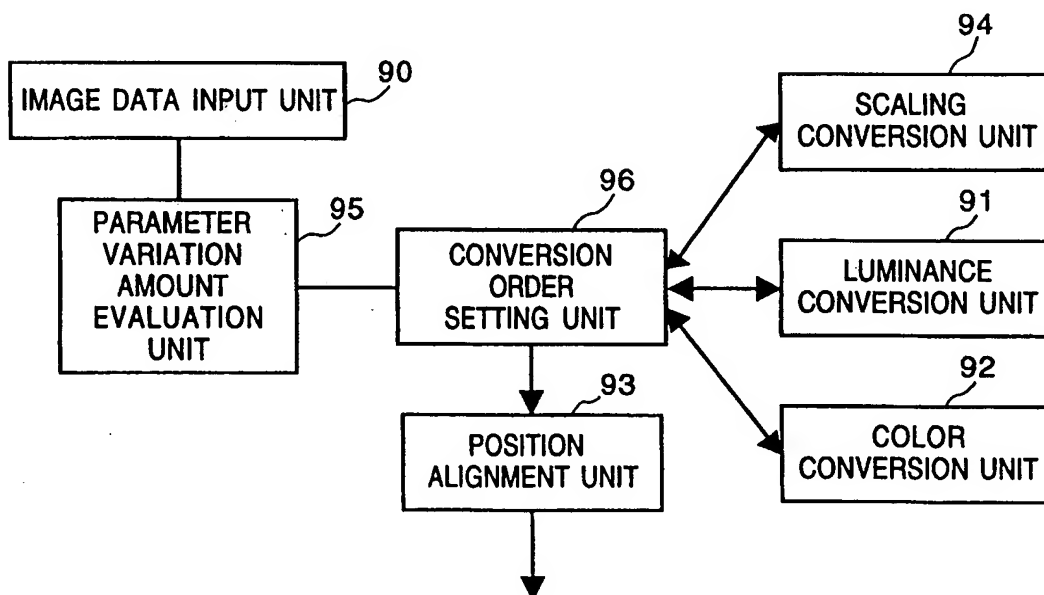 94
90
IMAGE DATA INPUT UNIT
SCALING
CONVERSION UNIT
95
96
91
PARAMETER
VARIATION
AMOUNT
EVALUATION
UNIT
CONVERSION
ORDER
SETTING UNIT
LUMINANCE
CONVERSION UNIT
93
92
POSITION
ALIGNMENT UNIT
COLOR
CONVERSION UNIT